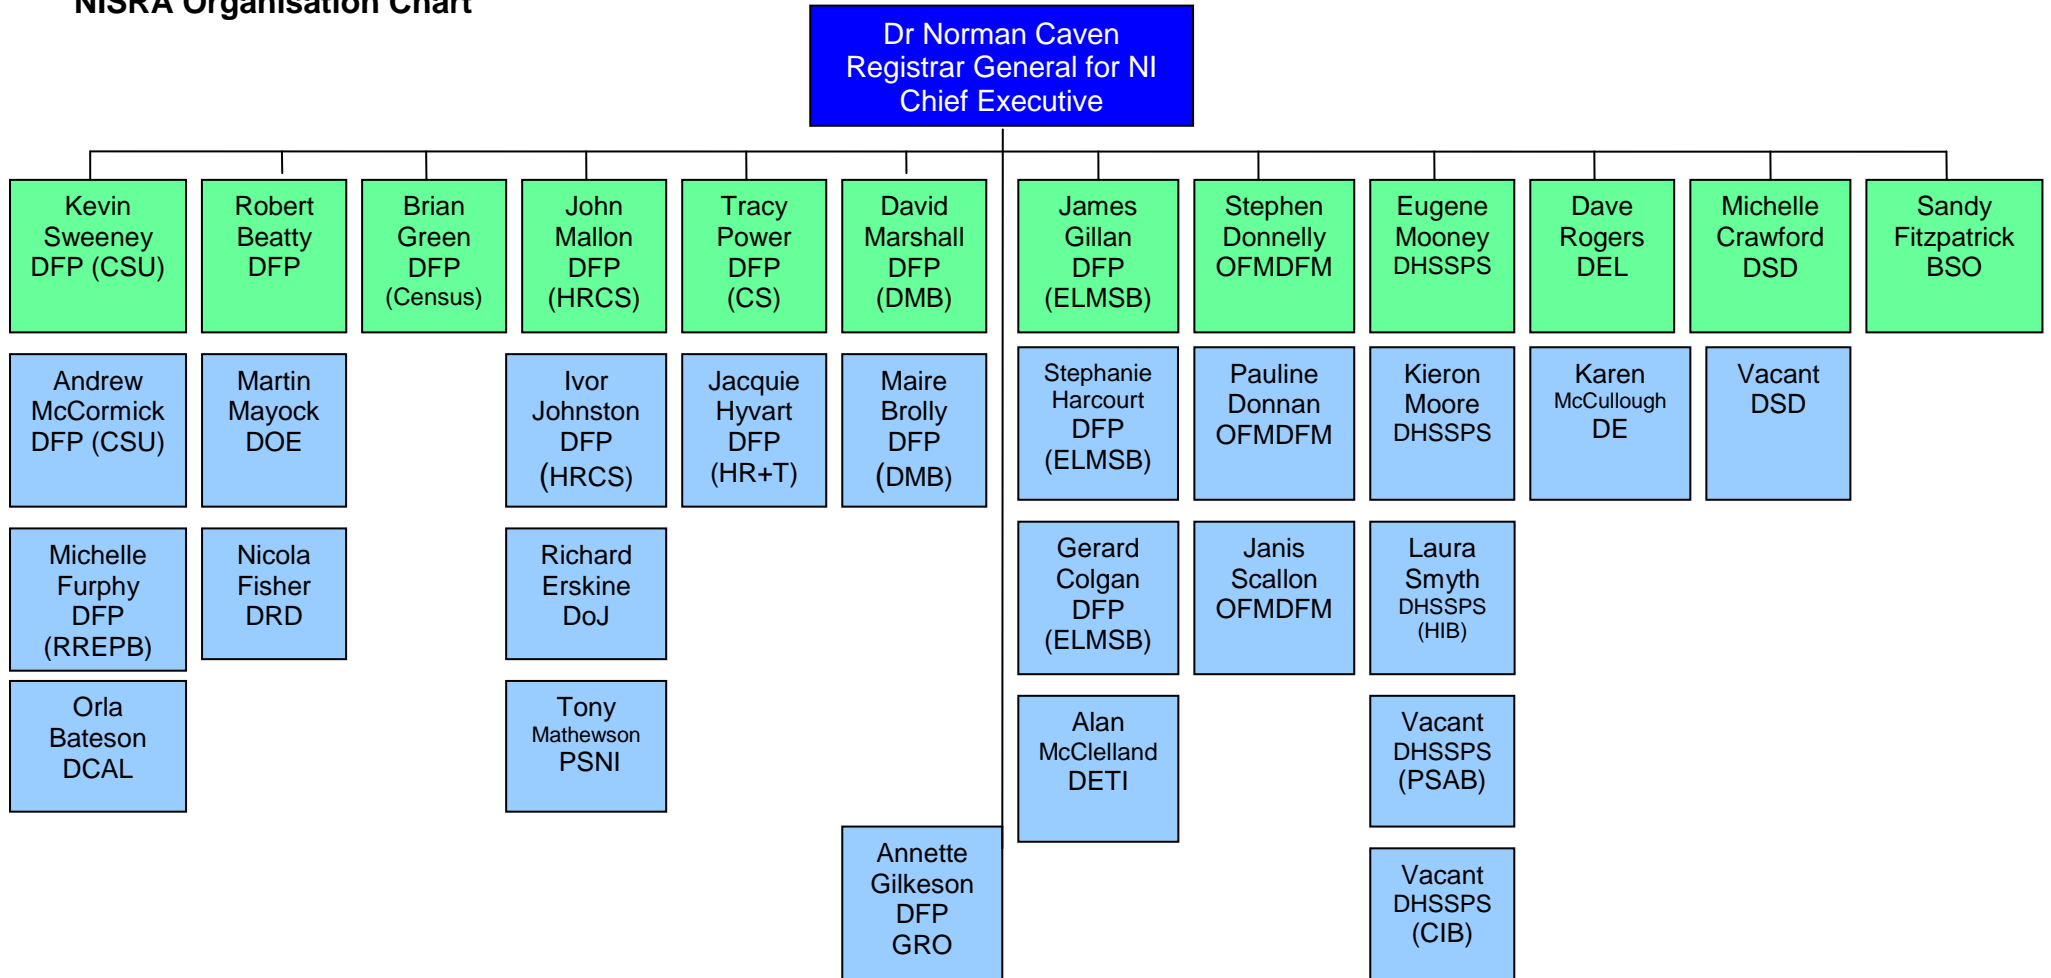 NISRA Organisation Chart
Dr Norman Caven
Registrar General for NI
Chief Executive
Kevin
Sweeney
DFP (CSU)
Robert
Beatty
DFP
Brian
Green
DFP
(Census)
John
Mallon
DFP
(HRCS)
Tracy
Power
DFP
(CS)
David
Marshall
DFP
(DMB)
James
Gillan
DFP
(ELMSB)
Stephen
Donnelly
OFMDFM
Eugene
Mooney
DHSSPS
Dave
Rogers
DEL
Michelle
Crawford
DSD
Sandy
Fitzpatrick
BSO
Andrew
McCormick
DFP (CSU)
Martin
Mayock
DOE
Ivor
Johnston
DFP
(HRCS)
Jacquie
Hyvart
DFP
(HR+T)
Maire
Brolly
DFP
(DMB)
Stephanie
Harcourt
DFP
(ELMSB)
Pauline
Donnan
OFMDFM
Kieron
Moore
DHSSPS
Karen
McCullough
DE
Vacant
DSD
Michelle
Furphy
DFP
(RREPB)
Nicola
Fisher
DRD
Richard
Erskine
DoJ
Gerard
Colgan
DFP
(ELMSB)
Janis
Scallon
OFMDFM
Laura
Smyth
DHSSPS
(HIB)
Orla
Bateson
DCAL
Tony
Mathewson
PSNI
Alan
McClelland
DETI
Vacant
DHSSPS
(PSAB)
Annette
Gilkeson
DFP
GRO
Vacant
DHSSPS
(CIB)